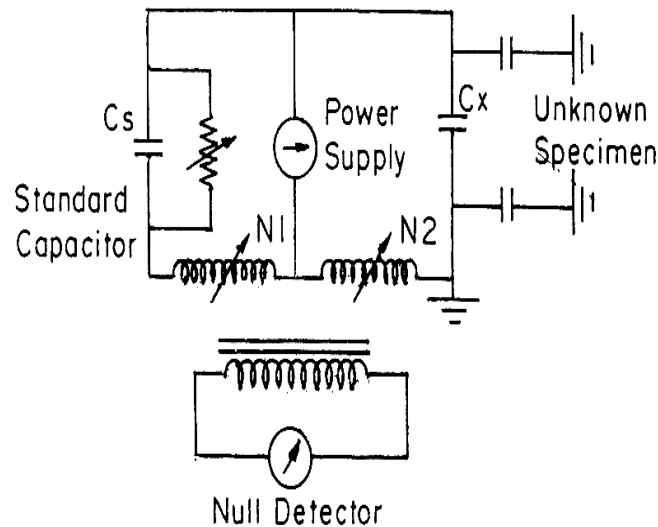 Cs
Standard
Capacitor
N1
Power
Supply
N2
Cx
Unknown
Specimen
Null Detector